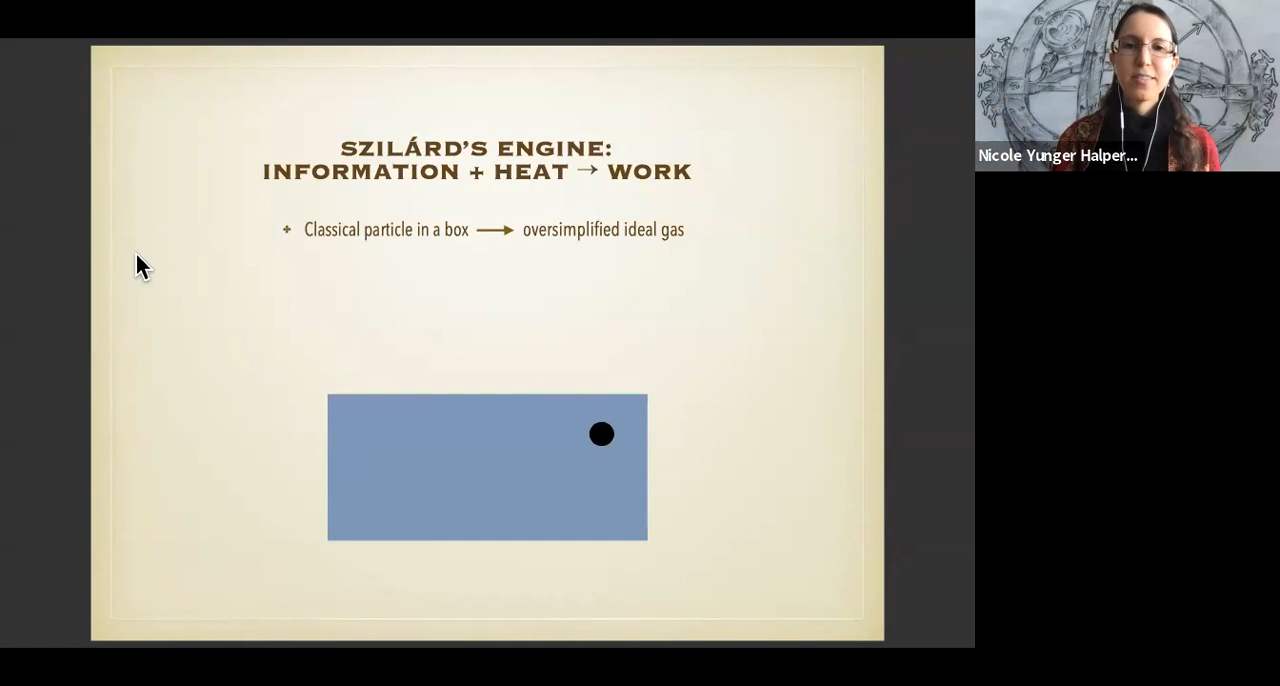 SZILÁRD'S ENGINE:
INFORMATION + HEAT → WORK
Classical particle in a box → oversimplified ideal gas
Nicole Yunger Halper...